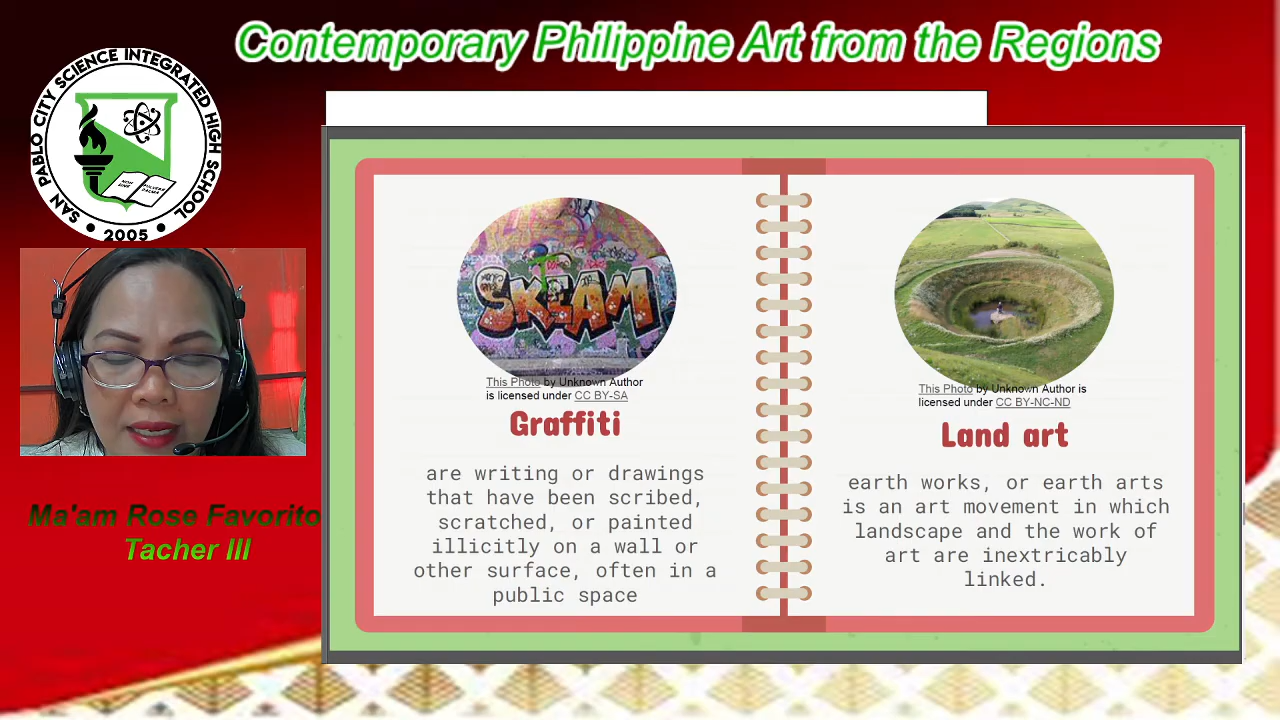 Contemporary Philippine Art from the Regions
SAN PABLO CITY SCIENCE INTEGRATED HIGH SCHOOL
2005
SKEAM
This Photo by Unknown Author
is licensed under CC BY-SA
Graffiti
are writing or drawings
that have been scribed,
scratched, or painted
illicitly on a wall or
other surface, often in a
public space
This Photo by Unknown Author is
licensed under CC BY-NC-ND
Land art
earth works, or earth arts
is an art movement in which
landscape and the work of
art are inextricably
linked.
Ma'am Rose Favorito
Tacher III